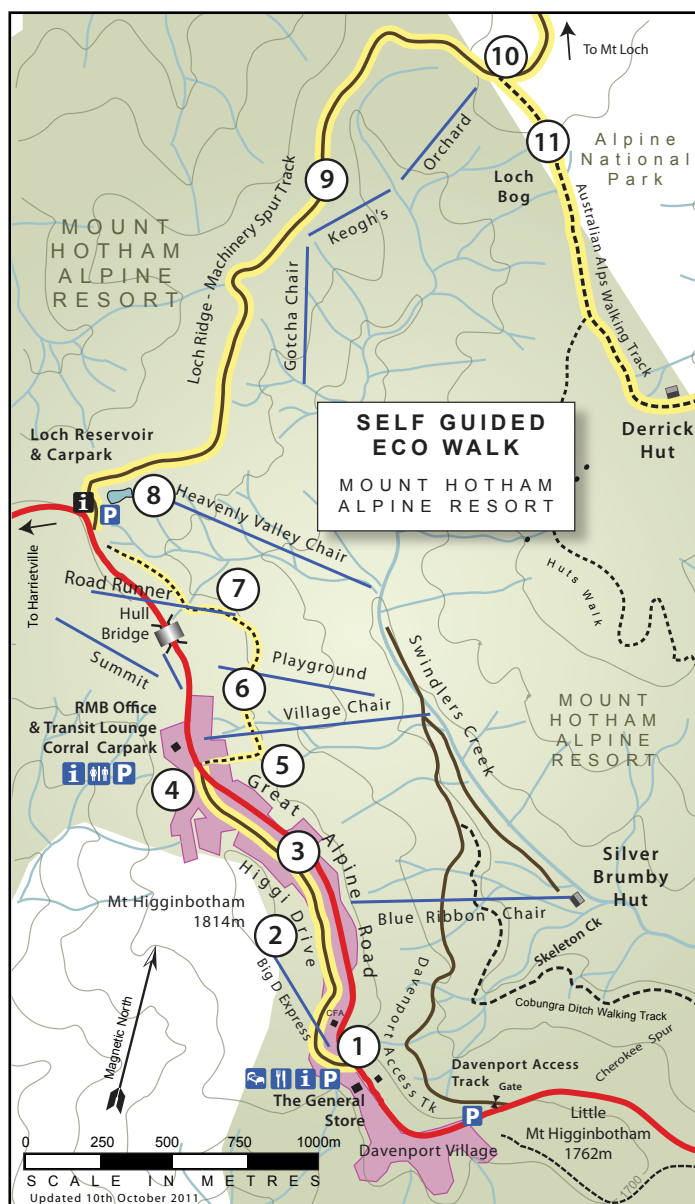 10
To Mt Loch
11
Alpine
National
Park
Loch
Bog
Orchard
9
Keogh's
Gotcha Chair
Loch Ridge - Machinery Spur Track
MOUNT
HOTHAM
ALPINE
RESORT
Australian Alps Walking Track
Derrick
Hut
SELF GUIDED
ECO WALK
MOUNT HOTHAM
ALPINE RESORT
Loch Reservoir
& Carpark
i
P
8
Heavenly Valley Chair
To Harrietville
Road Runner
7
Hull
Bridge
Summit
Playground
6
Village Chair
Huts Walk
Swindlers Creek
MOUNT
HOTHAM
ALPINE
RESORT
RMB Office
& Transit Lounge
Corral Carpark
i
P
5
4
Great Alpine Road
3
Higgi Drive
Mt Higginbotham
1814m
2
Big D Express
Blue Ribbon Chair
Silver
Brumby
Hut
Skeleton Ck
Cobungra Ditch Walking Track
Davenport Access Tk
CFA
1
Magnetic North
i P
The General
Store
Davenport Access
Track
Gate
P
Cherokee Spur
Little
Mt Higginbotham
1762m
Davenport Village
1700
0 250 500 750 1000m
SCALE IN METRES
Updated 10th October 2011